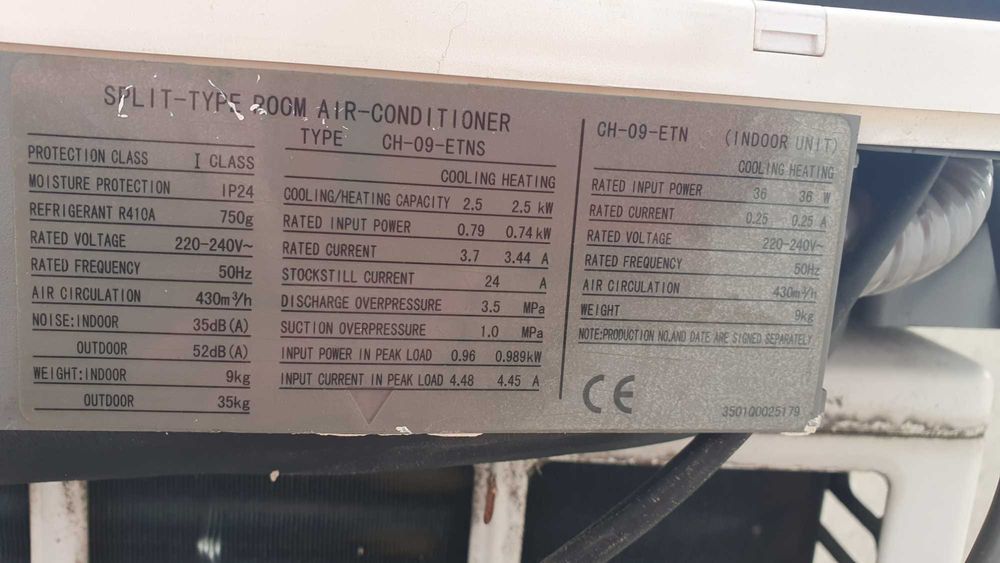 SPLIT-TYPE ROOM AIR-CONDITIONER
TYPE CH-09-ETNS
PROTECTION CLASS I CLASS
MOISTURE PROTECTION IP24
REFRIGERANT R410A 750g
RATED VOLTAGE 220-240V~
RATED FREQUENCY 50Hz
AIR CIRCULATION 430m³/h
NOISE:INDOOR 35dB(A)
OUTDOOR 52dB(A)
WEIGHT:INDOOR 9kg
OUTDOOR 35kg
COOLING HEATING
COOLING/HEATING CAPACITY 2.5 2.5 kW
RATED INPUT POWER 0.79 0.74kW
RATED CURRENT 3.7 3.44 A
STOCKSTILL CURRENT 24 A
DISCHARGE OVERPRESSURE 3.5 MPa
SUCTION OVERPRESSURE 1.0 MPa
INPUT POWER IN PEAK LOAD 0.96 0.989kW
INPUT CURRENT IN PEAK LOAD 4.48 4.45 A
CH-09-ETN (INDOOR UNIT)
COOLING HEATING
RATED INPUT POWER 36 36 W
RATED CURRENT 0.25 0.25 A
RATED VOLTAGE 220-240V~
RATED FREQUENCY 50Hz
AIR CIRCULATION 430m³/h
WEIGHT 9kg
NOTE:PRODUCTION NO.AND DATE ARE SIGNED SEPARATELY
CE
350100025179